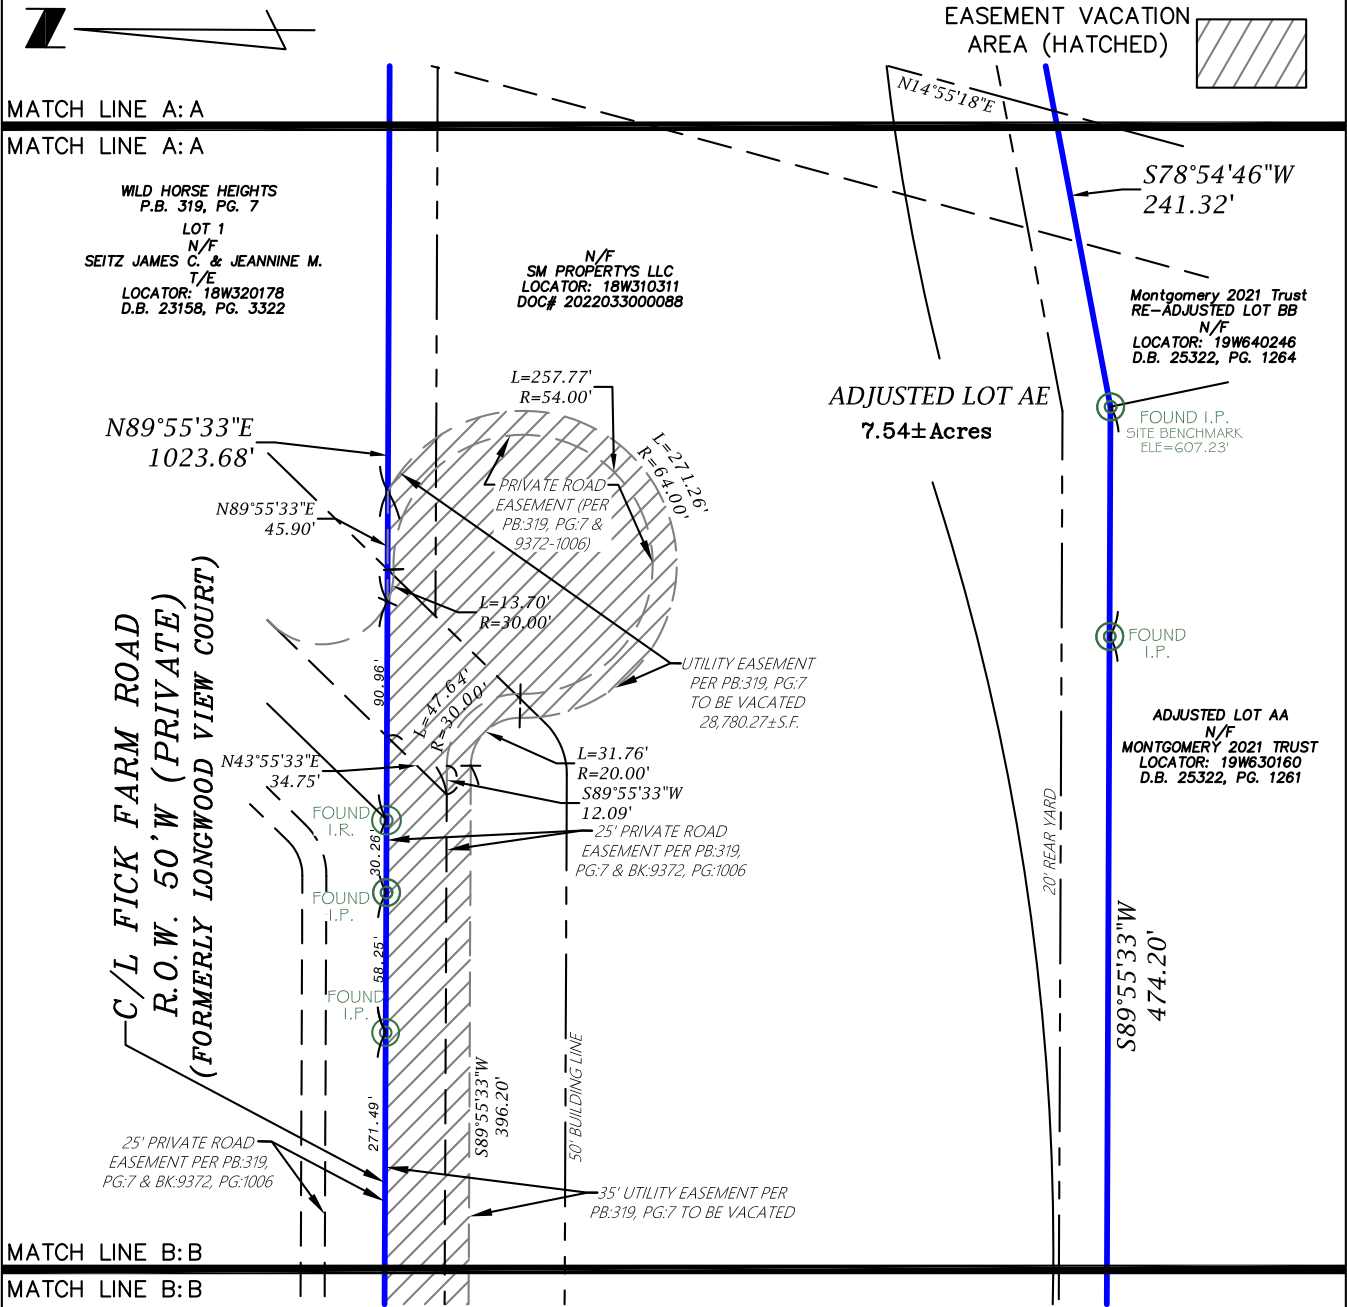 EASEMENT VACATION
AREA (HATCHED)
Z
N14°55'18"E
MATCH LINE A:A
MATCH LINE A:A
WILD HORSE HEIGHTS
P.B. 319, PG. 7
LOT 1
N/F
SEITZ JAMES C. & JEANNINE M.
T/E
LOCATOR: 18W320178
D.B. 23158, PG. 3322
N/F
SM PROPERTYS LLC
LOCATOR: 18W310311
DOC# 2022033000088
S78°54'46"W
241.32'
Montgomery 2021 Trust
RE-ADJUSTED LOT BB
N/F
LOCATOR: 19W640246
D.B. 25322, PG. 1264
L=257.77'
R=54.00'
ADJUSTED LOT AE
7.54±Acres
FOUND I.P.
SITE BENCHMARK
ELE=607.23'
N89°55'33"E
1023.68'
L=271.26'
R=64.00'
PRIVATE ROAD
EASEMENT (PER
PB:319, PG:7 &
9372-1006)
N89°55'33"E
45.90'
L=13.70'
R=30.00'
FOUND
I.P.
C/L FICK FARM ROAD
R.O.W. 50'W (PRIVATE)
(FORMERLY LONGWOOD VIEW COURT)
90.96'
L=47.64'
R=30.00'
UTILITY EASEMENT
PER PB:319, PG:7
TO BE VACATED
28,780.27±S.F.
ADJUSTED LOT AA
N/F
MONTGOMERY 2021 TRUST
LOCATOR: 19W630160
D.B. 25322, PG. 1261
N43°55'33"E
34.75'
L=31.76'
R=20.00'
S89°55'33"W
12.09'
FOUND
I.R.
30.26'
25' PRIVATE ROAD
EASEMENT PER PB:319,
PG:7 & BK:9372, PG:1006
20' REAR YARD
FOUND
I.P.
58.25'
S89°55'33"W
474.20'
FOUND
I.P.
271.49'
S89°55'33"W
396.20'
50' BUILDING LINE
25' PRIVATE ROAD
EASEMENT PER PB:319,
PG:7 & BK:9372, PG:1006
35' UTILITY EASEMENT PER
PB:319, PG:7 TO BE VACATED
MATCH LINE B:B
MATCH LINE B:B